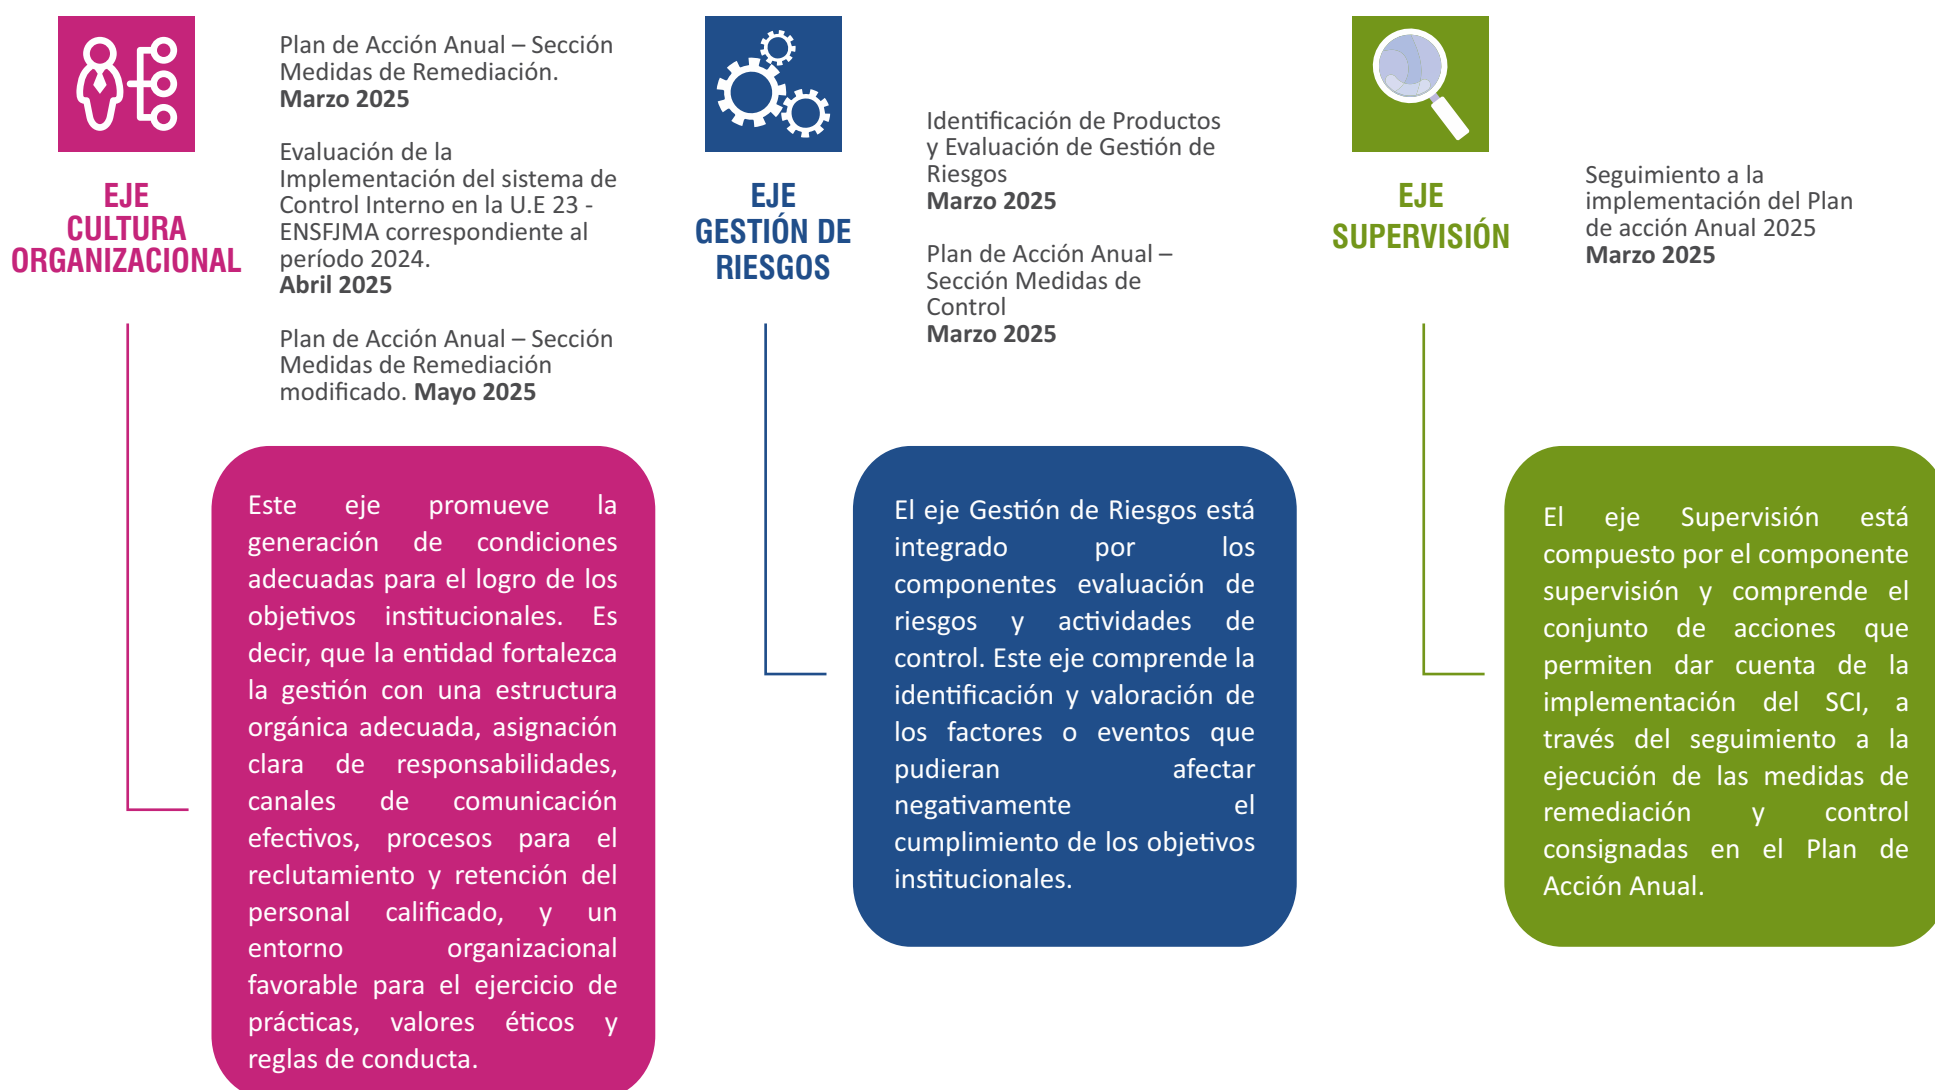 EJE
CULTURA
ORGANIZACIONAL
Plan de Acción Anual – Sección
Medidas de Remediación.
Marzo 2025
Evaluación de la
Implementación del sistema de
Control Interno en la U.E 23 -
ENSFJMA correspondiente al
período 2024.
Abril 2025
Plan de Acción Anual – Sección
Medidas de Remediación
modificado. Mayo 2025
Este eje promueve la
generación de condiciones
adecuadas para el logro de los
objetivos institucionales. Es
decir, que la entidad fortalezca
la gestión con una estructura
orgánica adecuada, asignación
clara de responsabilidades,
canales de comunicación
efectivos, procesos para el
reclutamiento y retención del
personal calificado, y un
entorno organizacional
favorable para el ejercicio de
prácticas, valores éticos y
reglas de conducta.
EJE
GESTIÓN DE
RIESGOS
Identificación de Productos
y Evaluación de Gestión de
Riesgos
Marzo 2025
Plan de Acción Anual –
Sección Medidas de
Control
Marzo 2025
El eje Gestión de Riesgos está
integrado por los
componentes evaluación de
riesgos y actividades de
control. Este eje comprende la
identificación y valoración de
los factores o eventos que
pudieran afectar
negativamente el
cumplimiento de los objetivos
institucionales.
EJE
SUPERVISIÓN
Seguimiento a la
implementación del Plan
de acción Anual 2025
Marzo 2025
El eje Supervisión está
compuesto por el componente
supervisión y comprende el
conjunto de acciones que
permiten dar cuenta de la
implementación del SCI, a
través del seguimiento a la
ejecución de las medidas de
remediación y control
consignadas en el Plan de
Acción Anual.